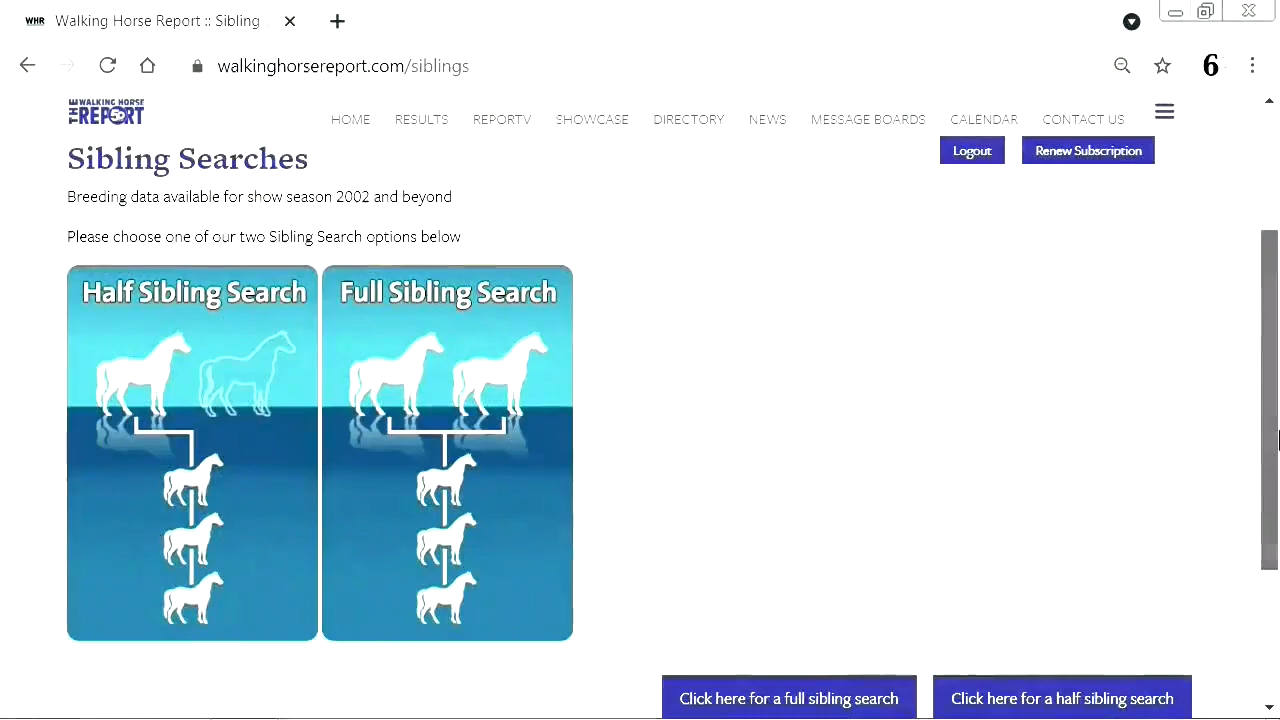 WHR Walking Horse Report :: Sibling
walkinghorsereport.com/siblings
6
THE WALKING HORSE REPORT
HOME RESULTS REPORTV SHOWCASE DIRECTORY NEWS MESSAGE BOARDS CALENDAR CONTACT US
Sibling Searches
Logout Renew Subscription
Breeding data available for show season 2002 and beyond
Please choose one of our two Sibling Search options below
Half Sibling Search Full Sibling Search
Click here for a full sibling search Click here for a half sibling search